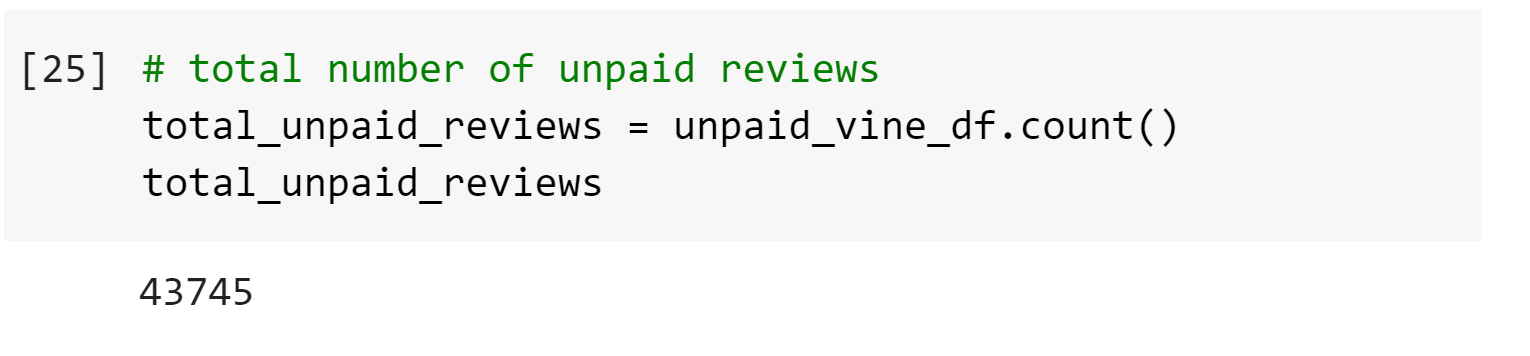 [25] # total number of unpaid reviews
total_unpaid_reviews = unpaid_vine_df.count()
total_unpaid_reviews
43745